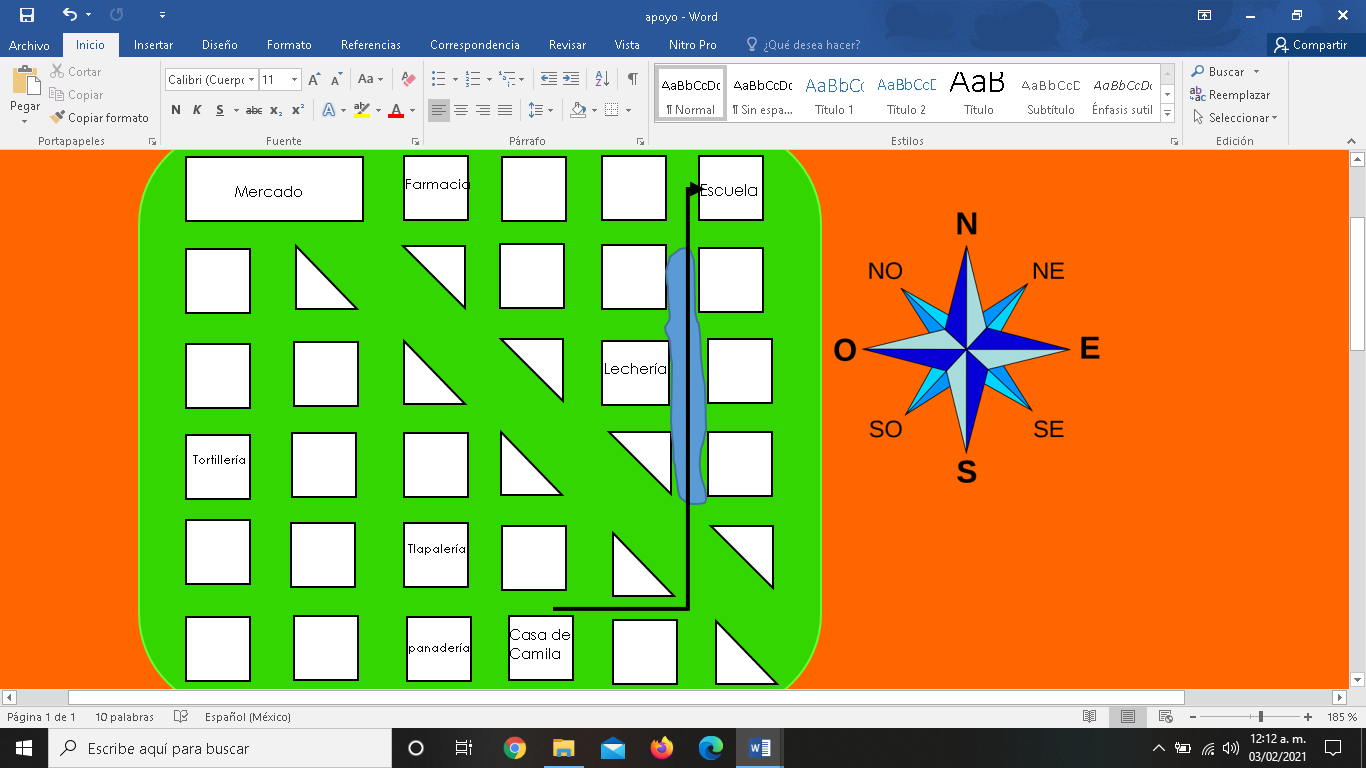 apoyo - Word
Archivo Inicio Insertar Diseño Formato Referencias Correspondencia Revisar Vista Nitro Pro ¿Qué desea hacer? Compartir
Pegar
Cortar
Copiar
Copiar formato
Portapapeles
Calibri (Cuerpo 11
N K S abc x₂ x²
Fuente
Párrafo
AaBbCcDc AaBbCcDc AaBbCc AaBbCcD AaB AaBbCcD AaBbCcDc
¶ Normal ¶ Sin espa... Título 1 Título 2 Título Subtítulo Énfasis sutil
Estilos
Buscar
Reemplazar
Seleccionar
Edición
Mercado
Farmacia
Escuela
Lechería
Tortillería
Tlapalería
panadería
Casa de
Camila
N
NO NE
O E
SO SE
S
Página 1 de 1 10 palabras Español (México) 185 %
Escribe aquí para buscar
12:12 a. m.
03/02/2021